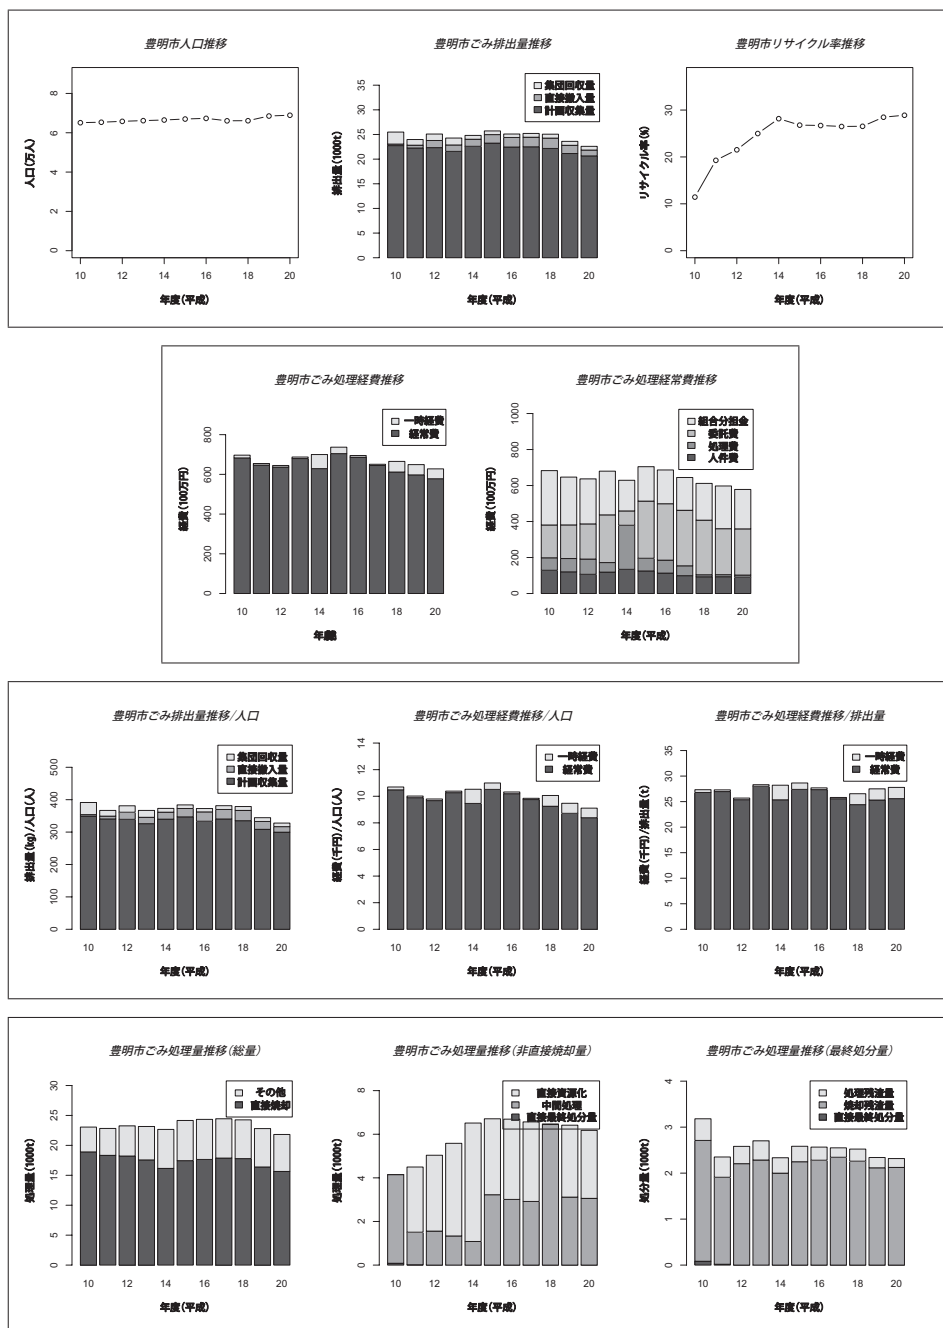 豊明市人口推移
人口(万人)
0 2 4 6 8
10 12 14 16 18 20
年度(平成)
豊明市ごみ排出量推移
集団回収量
直接搬入量
計画収集量
排出量(1000t)
0 5 10 15 20 25 30 35
10 12 14 16 18 20
年度(平成)
豊明市リサイクル率推移
リサイクル率(%)
0 10 20 30
10 12 14 16 18 20
年度(平成)
豊明市ごみ処理経費推移
一時経費
経常費
経費(100万円)
0 200 400 600 800
10 12 14 16 18 20
豊明市ごみ処理経常費推移
組合分担金
委託費
処理費
人件費
経費(100万円)
0 200 400 600 800 1000
10 12 14 16 18 20
年度(平成)
豊明市ごみ排出量推移/人口
集団回収量
直接搬入量
計画収集量
排出量(kg)/人口(人)
0 100 200 300 400 500
10 12 14 16 18 20
年度(平成)
豊明市ごみ処理経費推移/人口
一時経費
経常費
経費(千円)/人口(人)
0 2 4 6 8 10 12 14
10 12 14 16 18 20
年度(平成)
豊明市ごみ処理経費推移/排出量
一時経費
経常費
経費(千円)/排出量(t)
0 5 10 15 20 25 30 35
10 12 14 16 18 20
年度(平成)
豊明市ごみ処理量推移(総量)
その他
直接焼却
処理量(1000t)
0 5 10 15 20 25 30
10 12 14 16 18 20
年度(平成)
豊明市ごみ処理量推移(非直接焼却量)
直接資源化
中間処理
直接最終処分量
処理量(1000t)
0 2 4 6 8
10 12 14 16 18 20
年度(平成)
豊明市ごみ処理量推移(最終処分量)
処理残渣量
焼却残渣量
直接最終処分量
処分量(1000t)
0 1 2 3 4
10 12 14 16 18 20
年度(平成)